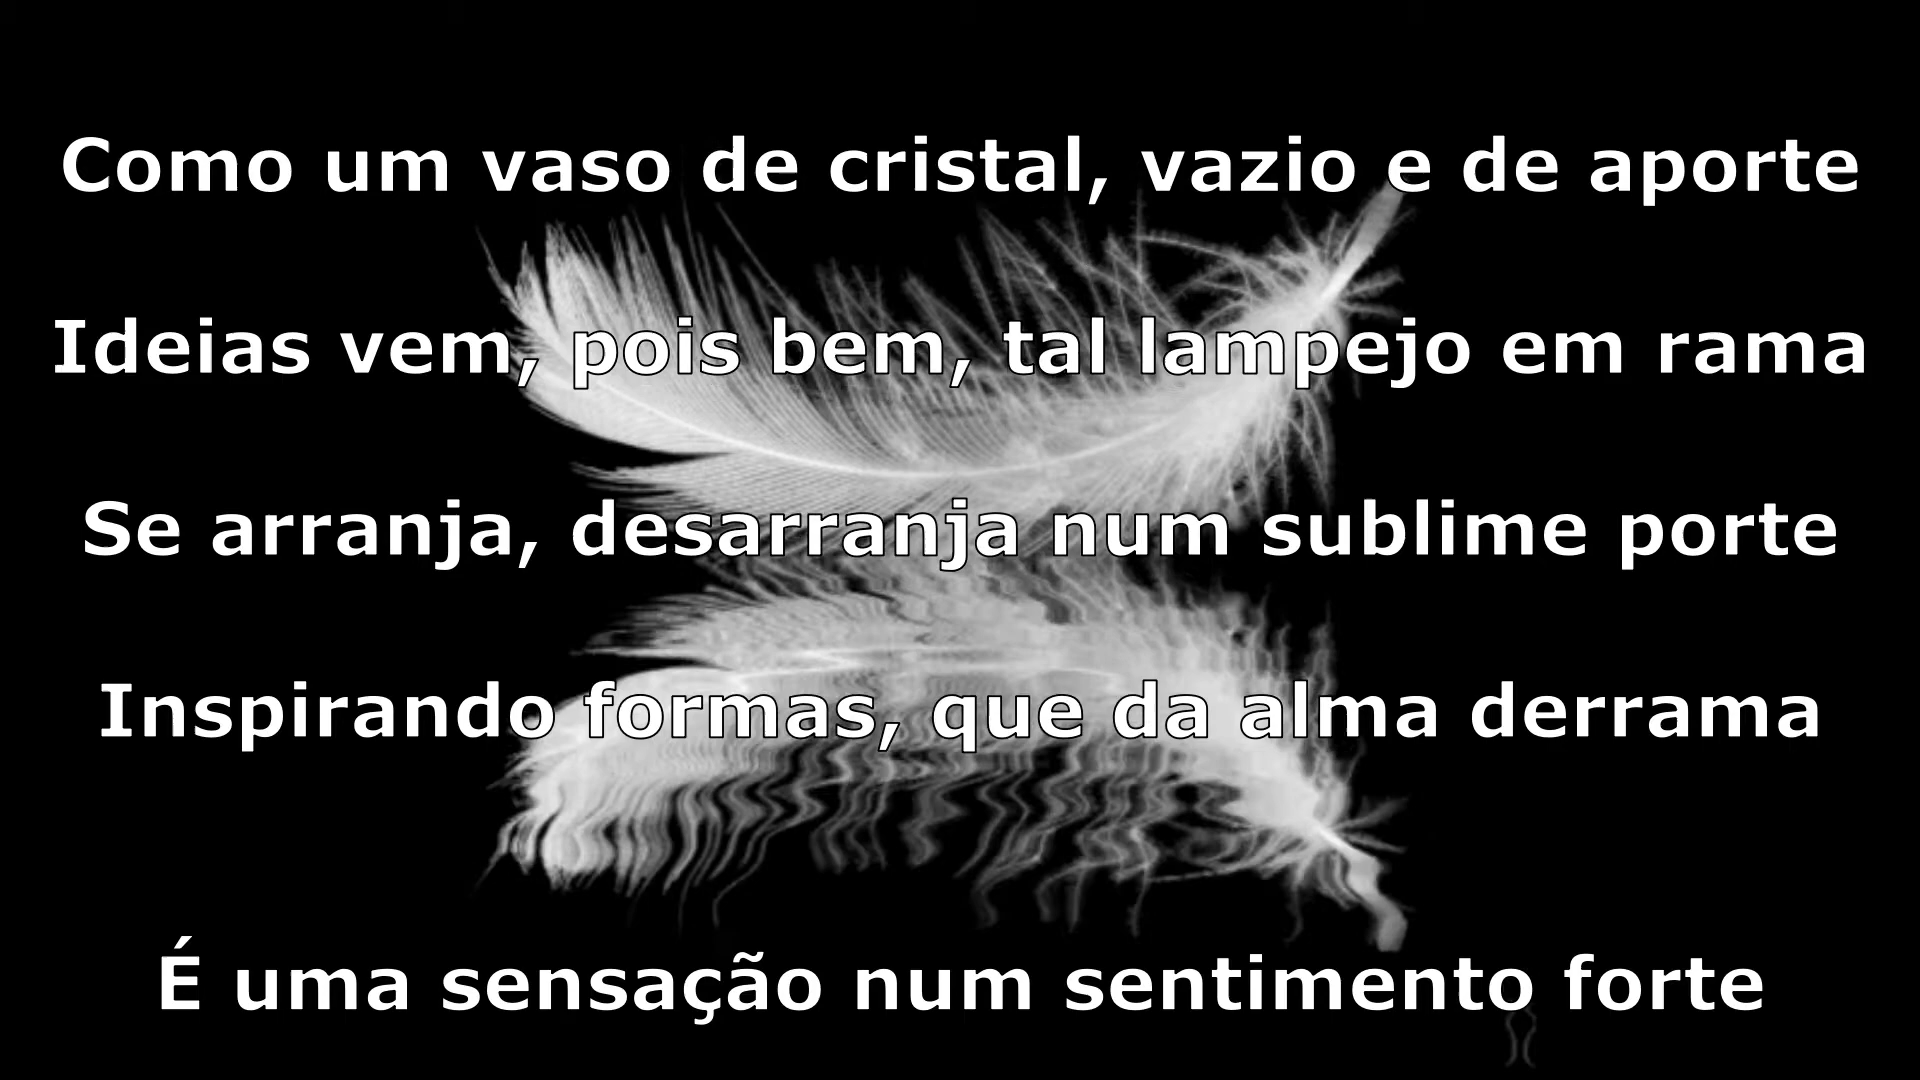 Como um vaso de cristal, vazio e de aporte
Ideias vem, pois bem, tal lampejo em rama
Se arranja, desarranja num sublime porte
Inspirando formas, que da alma derrama
É uma sensação num sentimento forte